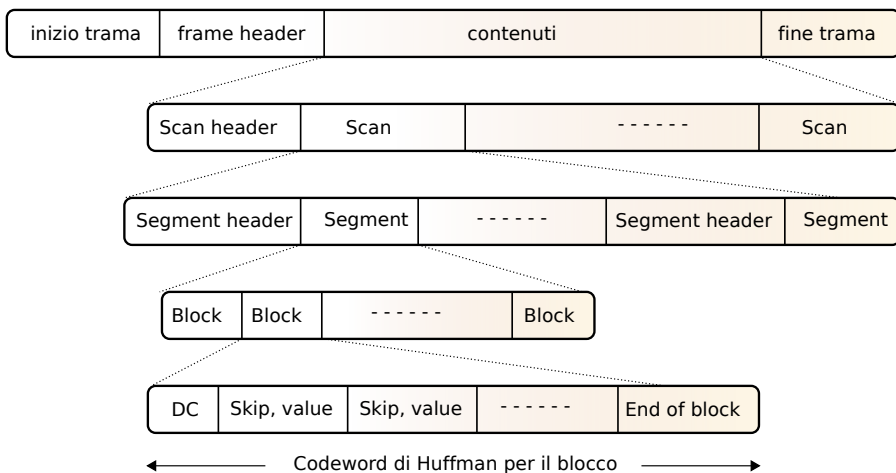 inizio trama frame header contenuti fine trama
Scan header Scan - - - - - - Scan
Segment header Segment - - - - - - Segment header Segment
Block Block - - - - - - Block
DC Skip, value Skip, value - - - - - - End of block
Codeword di Huffman per il blocco